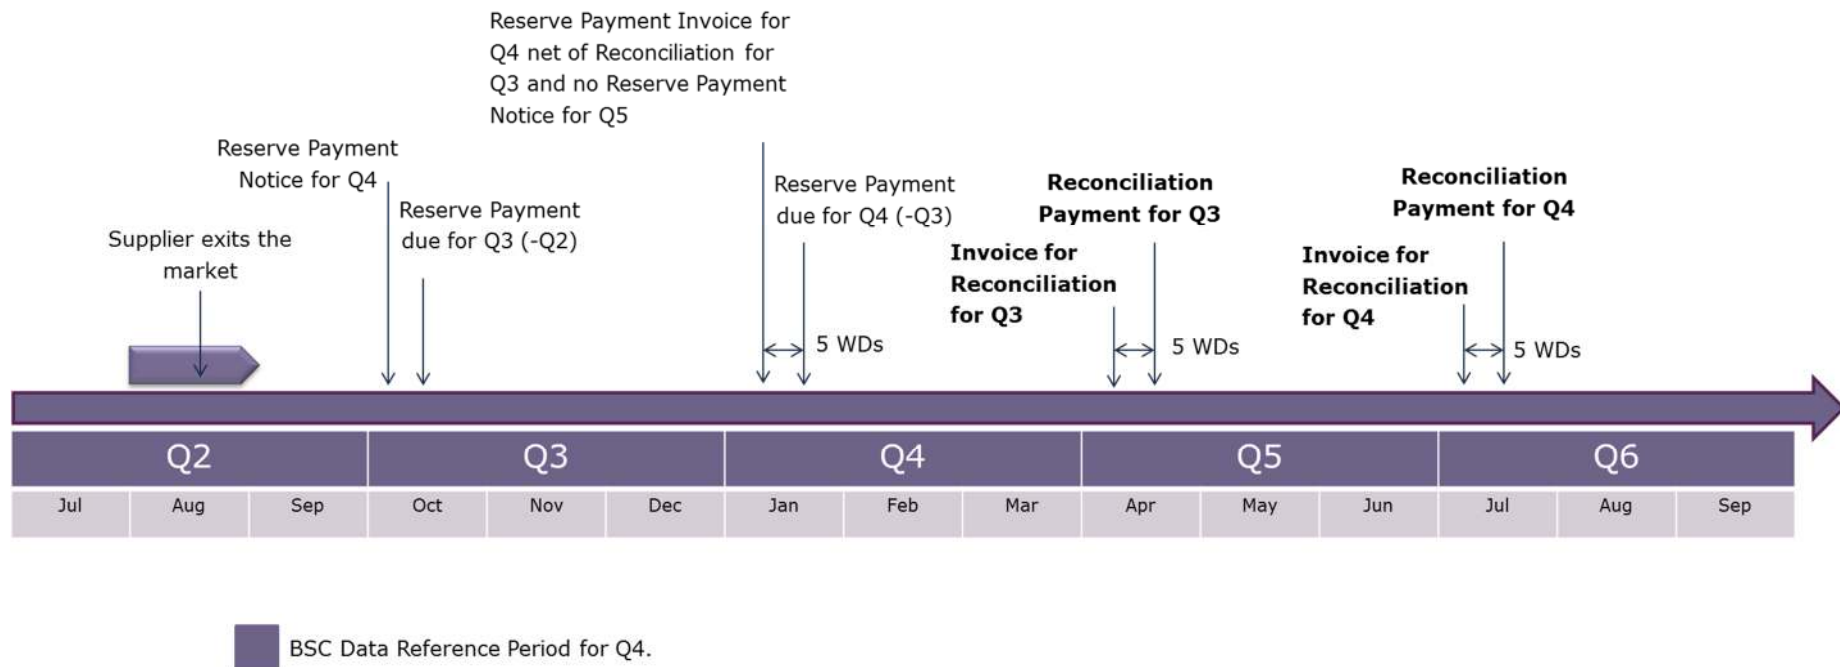 Reserve Payment Invoice for
Q4 net of Reconciliation for
Q3 and no Reserve Payment
Notice for Q5
Reserve Payment
Notice for Q4
Reserve Payment
due for Q3 (-Q2)
Supplier exits the
market
Reserve Payment
due for Q4 (-Q3)
5 WDs
Reconciliation
Payment for Q3
Invoice for
Reconciliation
for Q3
5 WDs
Reconciliation
Payment for Q4
Invoice for
Reconciliation
for Q4
5 WDs
Q2 Q3 Q4 Q5 Q6
Jul Aug Sep Oct Nov Dec Jan Feb Mar Apr May Jun Jul Aug Sep
BSC Data Reference Period for Q4.